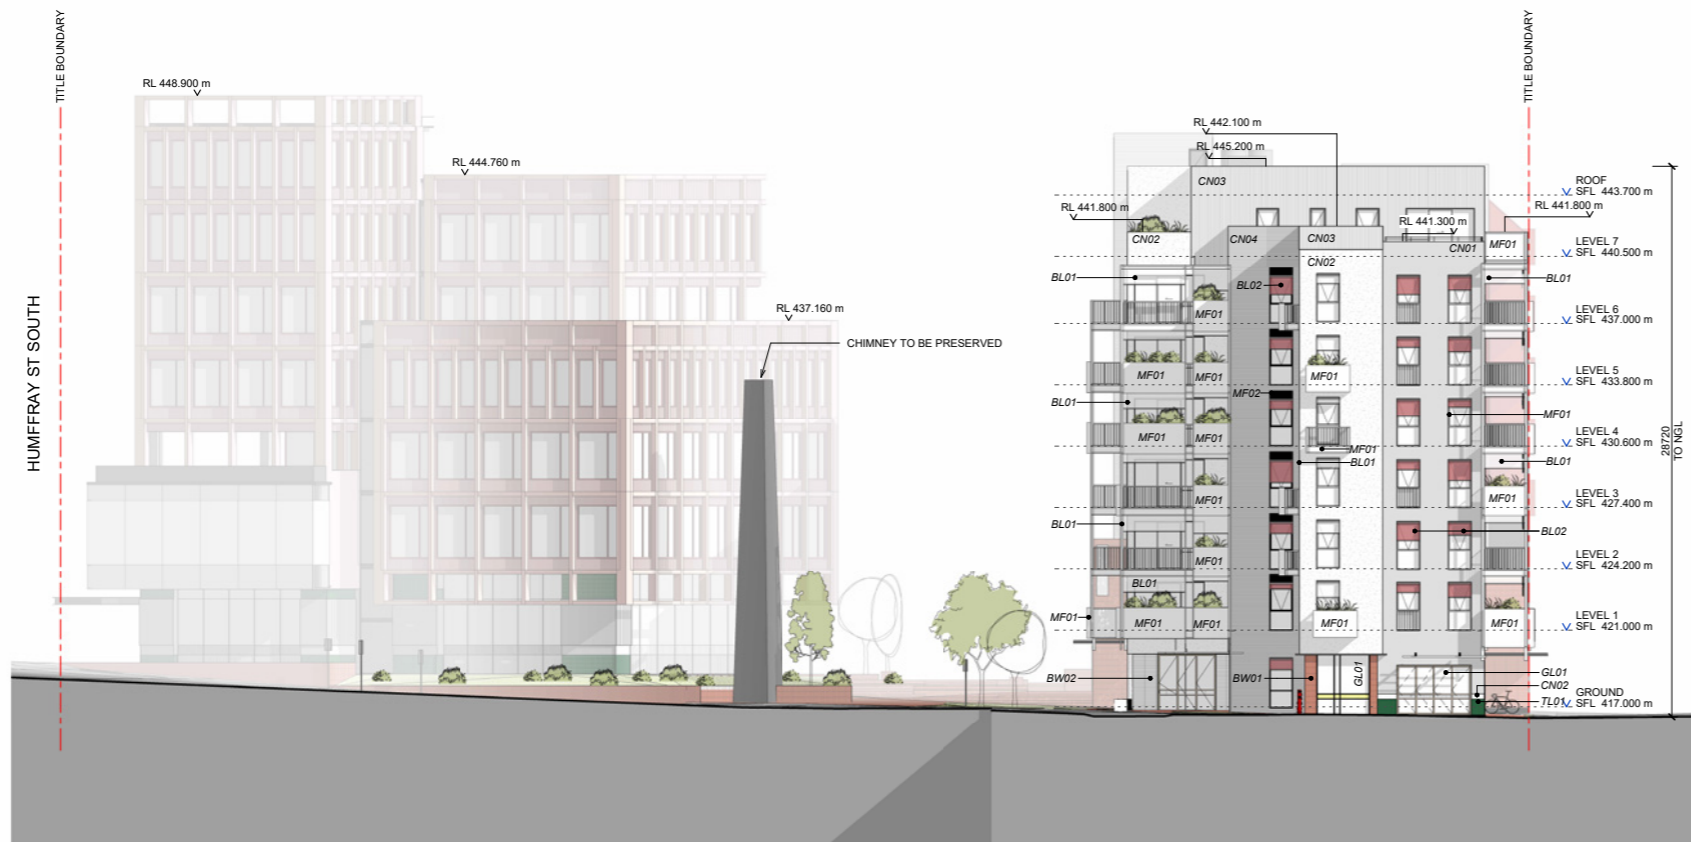 TITLE BOUNDARY
TITLE BOUNDARY
RL 448.900 m
RL 444.760 m
RL 437.160 m
CHIMNEY TO BE PRESERVED
HUMFFRAY ST SOUTH
RL 442.100 m
RL 445.200 m
CN03
RL 441.800 m
RL 441.300 m
RL 441.800 m
ROOF
SFL 443.700 m
CN02
CN04
CN03
CN02
CN01
MF01
LEVEL 7
SFL 440.500 m
BL01
BL02
BL01
MF01
LEVEL 6
SFL 437.000 m
MF01
MF01
MF01
LEVEL 5
SFL 433.800 m
BL01
MF02
MF01
MF01
MF01
LEVEL 4
SFL 430.600 m
MF01
BL01
BL01
MF01
MF01
LEVEL 3
SFL 427.400 m
BL01
BL02
MF01
LEVEL 2
SFL 424.200 m
BL01
MF01
MF01
MF01
MF01
MF01
LEVEL 1
SFL 421.000 m
BW02
BW01
GL01
GL01
CN02
TL01
GROUND
SFL 417.000 m
28720
TO NGL